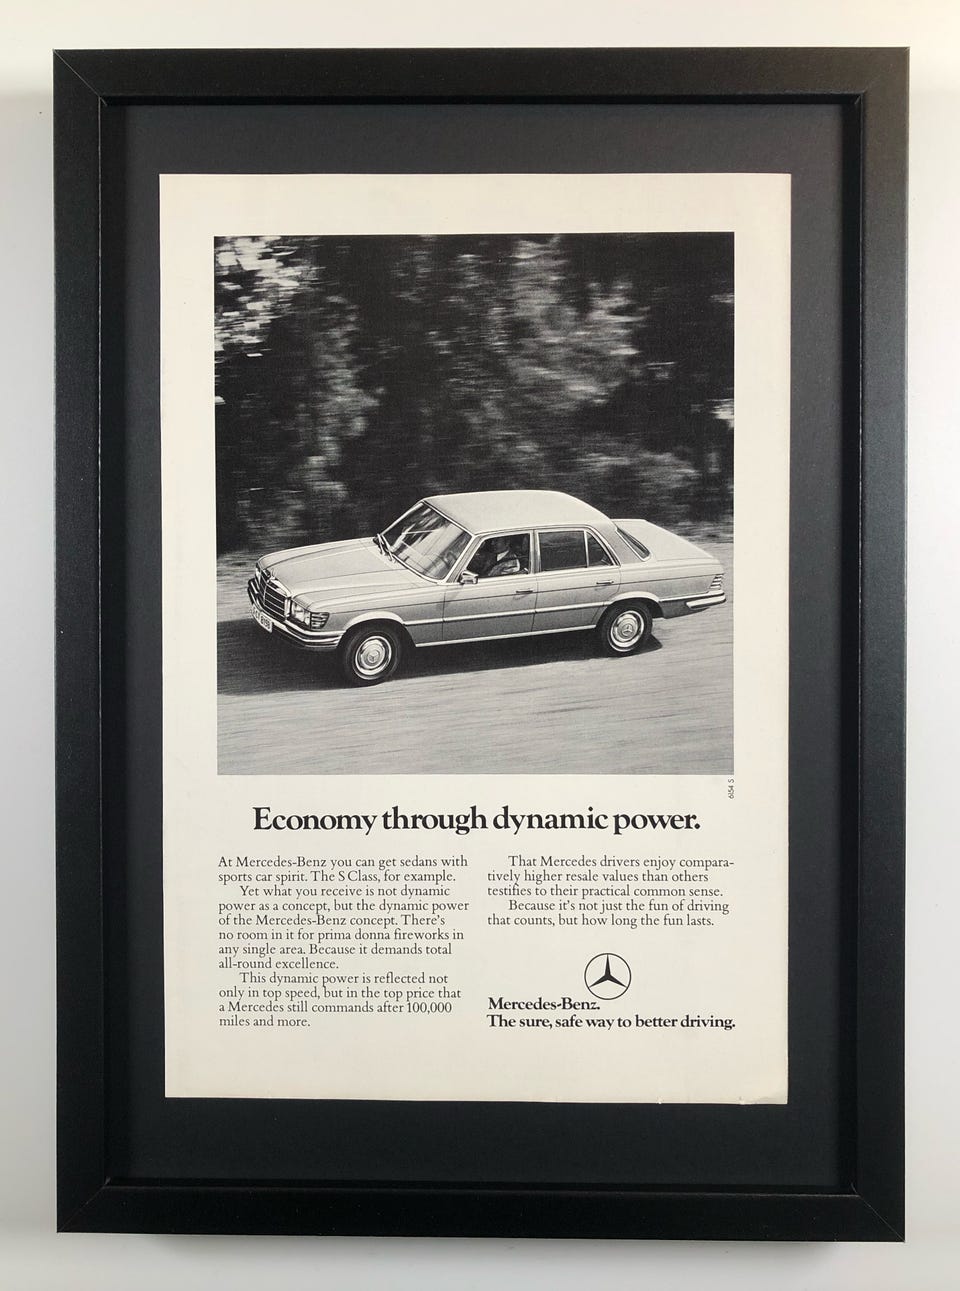 6154 S
Economy through dynamic power.
At Mercedes-Benz you can get sedans with
sports car spirit. The S Class, for example.
Yet what you receive is not dynamic
power as a concept, but the dynamic power
of the Mercedes-Benz concept. There's
no room in it for prima donna fireworks in
any single area. Because it demands total
all-round excellence.
This dynamic power is reflected not
only in top speed, but in the top price that
a Mercedes still commands after 100,000
miles and more.
That Mercedes drivers enjoy compara-
tively higher resale values than others
testifies to their practical common sense.
Because it's not just the fun of driving
that counts, but how long the fun lasts.
Mercedes-Benz.
The sure, safe way to better driving.